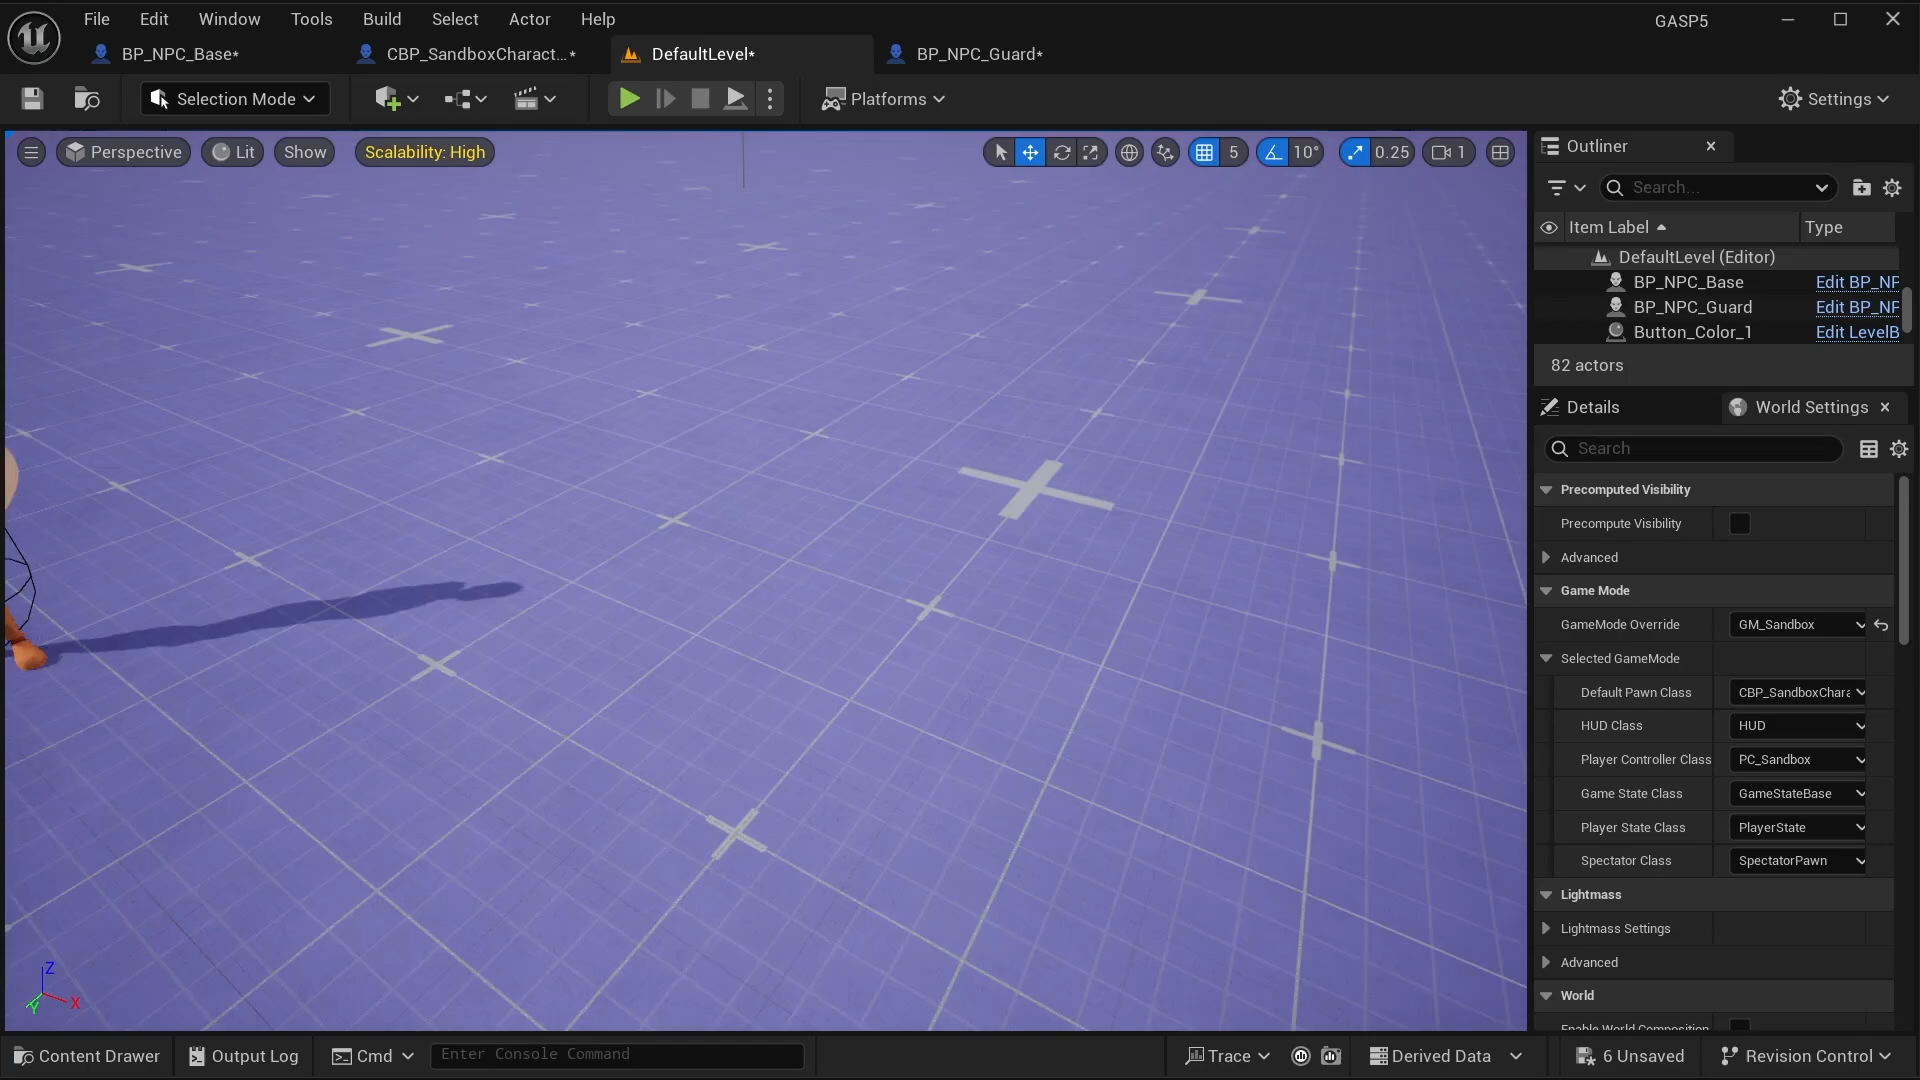 File Edit Window Tools Build Select Actor Help
GASP5
BP_NPC_Base*
CBP_SandboxCharact...*
DefaultLevel*
BP_NPC_Guard*
Selection Mode
Platforms
Settings
Perspective
Lit
Show
Scalability: High
5
10°
0.25
1
Outliner
Search...
Item Label
Type
DefaultLevel (Editor)
BP_NPC_Base Edit BP_NP
BP_NPC_Guard Edit BP_NP
Button_Color_1 Edit LevelB
82 actors
Details
World Settings
Search
Precomputed Visibility
Precompute Visibility
Advanced
Game Mode
GameMode Override GM_Sandbox
Selected GameMode
Default Pawn Class CBP_SandboxChara
HUD Class HUD
Player Controller Class PC_Sandbox
Game State Class GameStateBase
Player State Class PlayerState
Spectator Class SpectatorPawn
Lightmass
Lightmass Settings
Advanced
World
Enable World Composition
Z
X
Y
Content Drawer
Output Log
Cmd
Enter Console Command
Trace
Derived Data
6 Unsaved
Revision Control